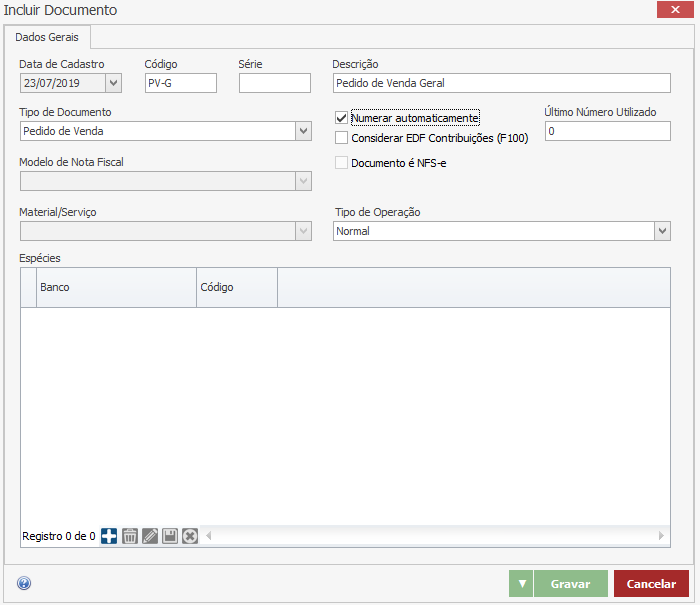 Incluir Documento
Dados Gerais
Data de Cadastro Código Série Descrição
23/07/2019 PV-G Pedido de Venda Geral
Tipo de Documento Numerar automaticamente Último Número Utilizado
Pedido de Venda Considerar EDF Contribuições (F100) 0
Modelo de Nota Fiscal Documento é NFS-e
Material/Serviço Tipo de Operação
Normal
Espécies
Banco Código
Registro 0 de 0
Gravar Cancelar